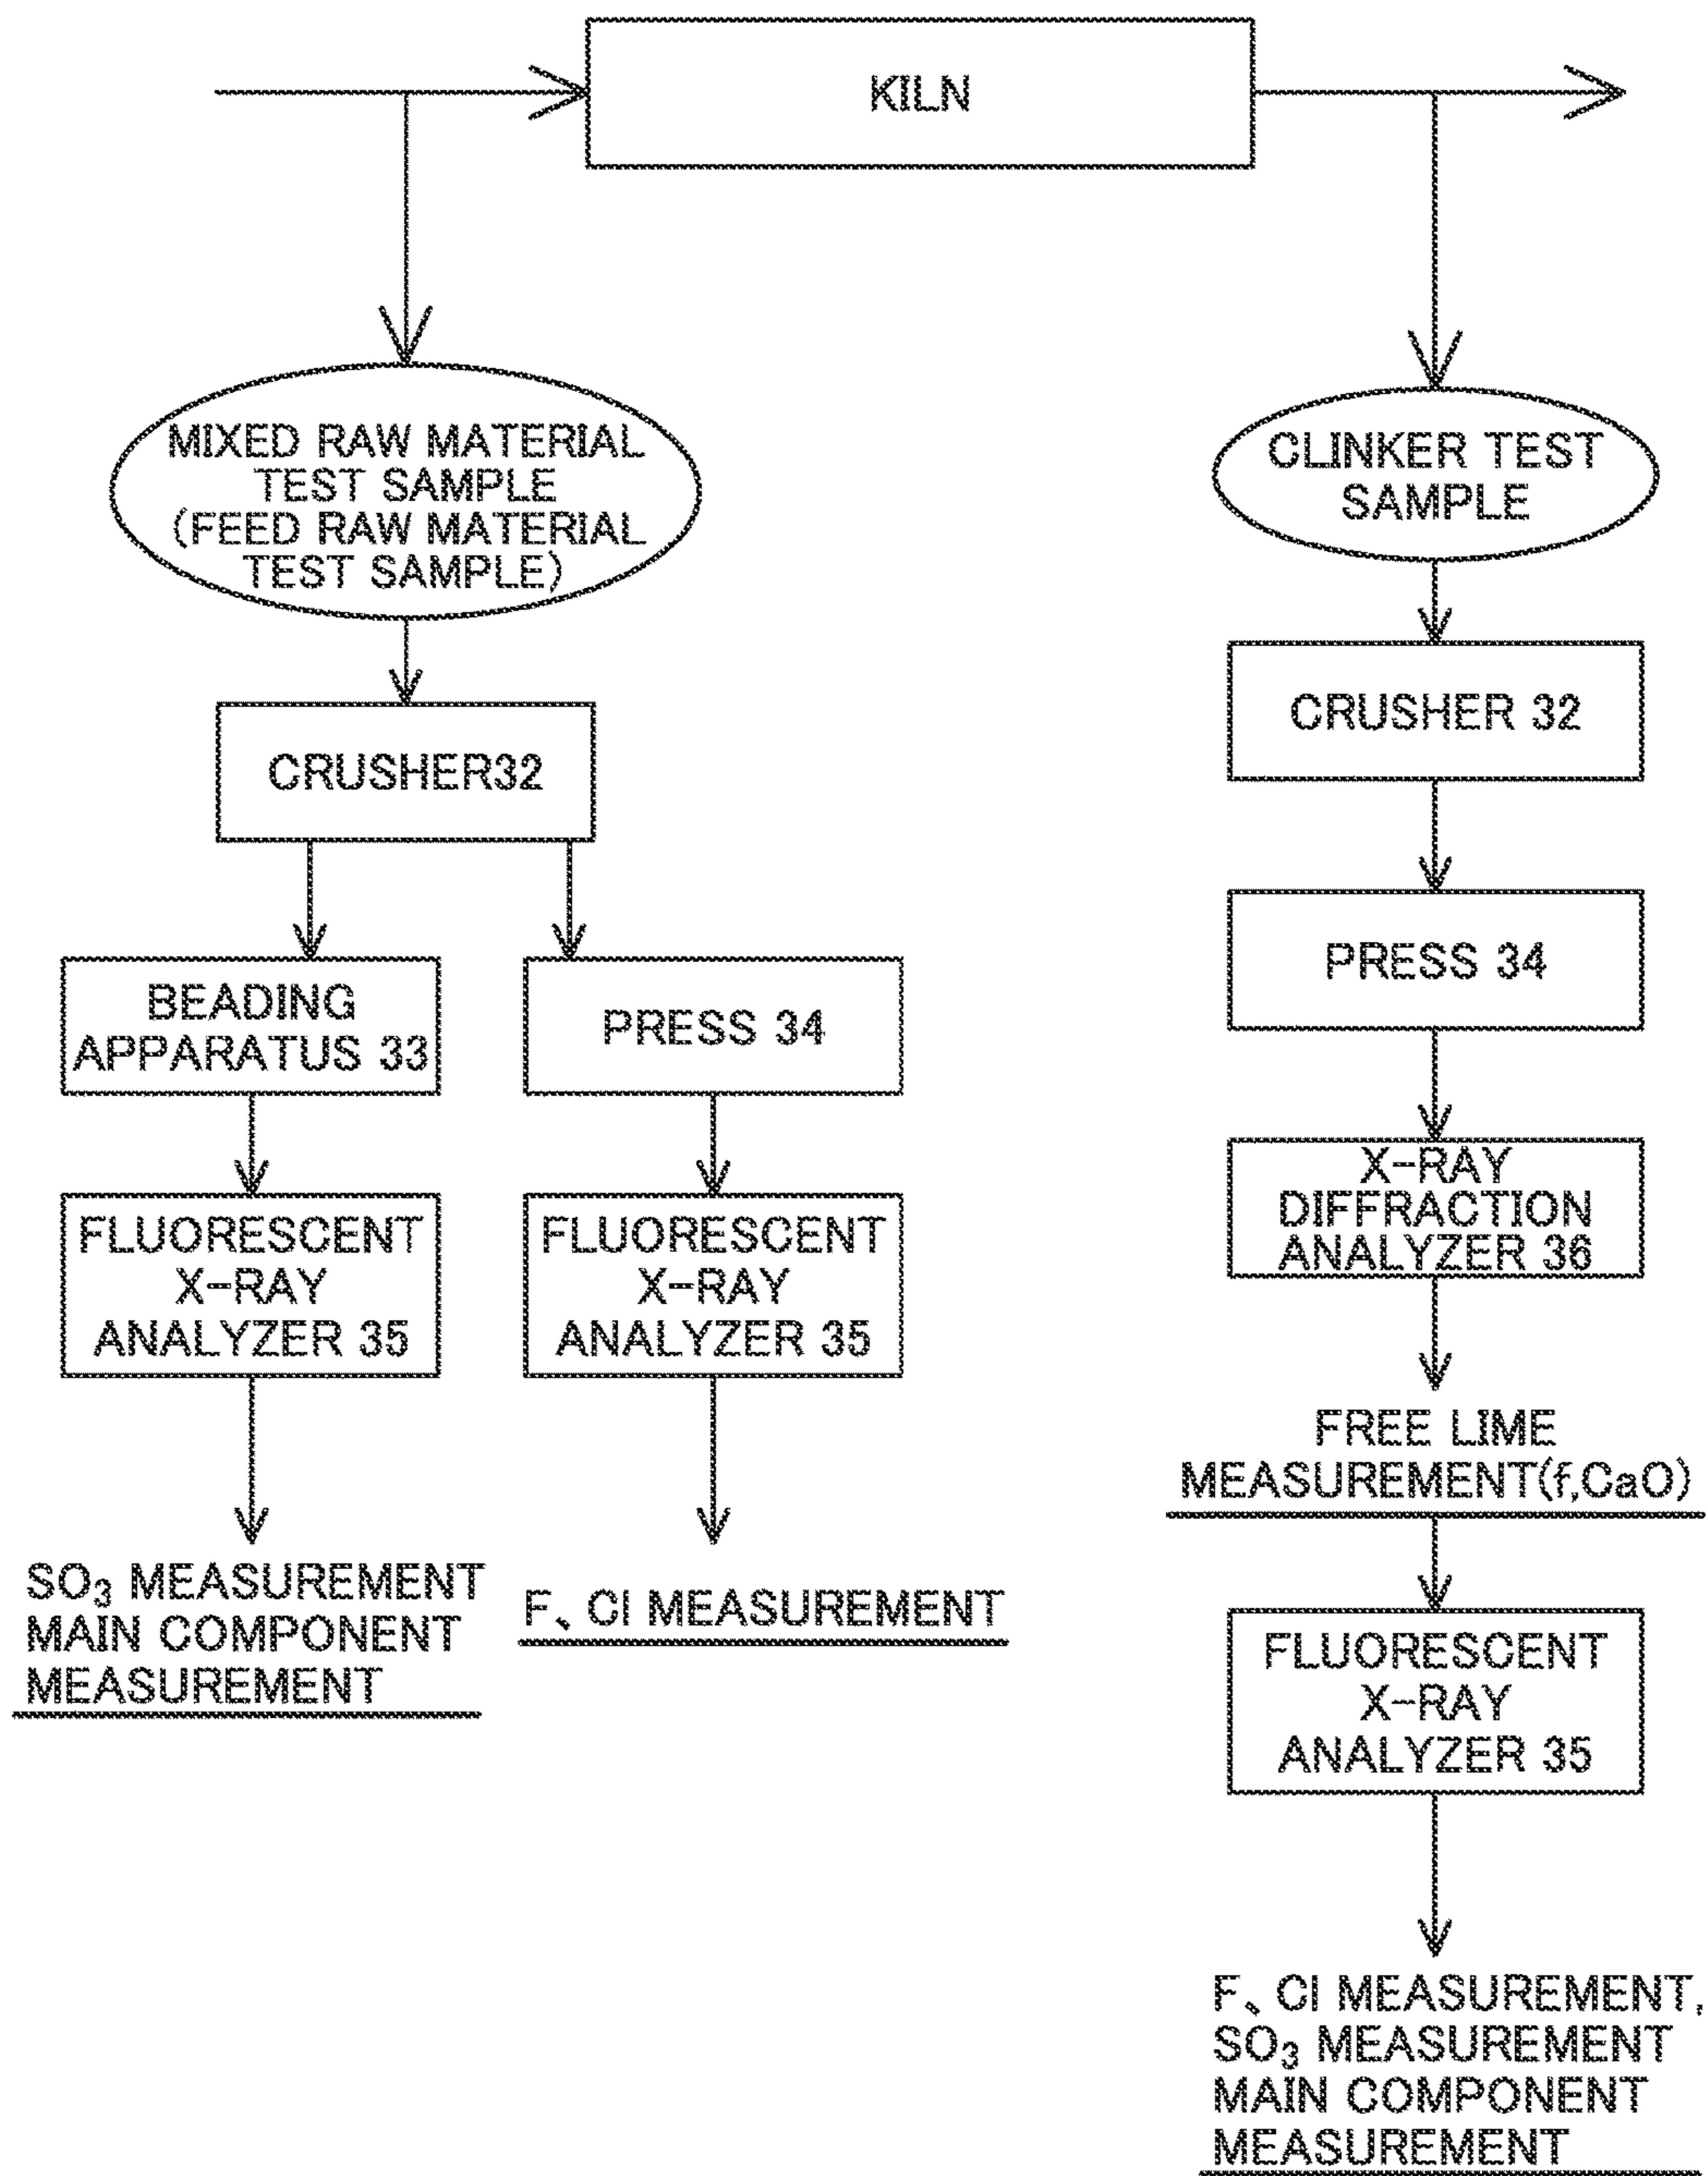 KILN
MIXED RAW MATERIAL
TEST SAMPLE
(FEED RAW MATERIAL
TEST SAMPLE)
CRUSHER32
BEADING
APPARATUS 33
FLUORESCENT
X-RAY
ANALYZER 35
SO₃ MEASUREMENT
MAIN COMPONENT
MEASUREMENT
PRESS 34
FLUORESCENT
X-RAY
ANALYZER 35
F、Cl MEASUREMENT
CLINKER TEST
SAMPLE
CRUSHER 32
PRESS 34
X-RAY
DIFFRACTION
ANALYZER 36
FREE LIME
MEASUREMENT(f,CaO)
FLUORESCENT
X-RAY
ANALYZER 35
F、Cl MEASUREMENT,
SO₃ MEASUREMENT
MAIN COMPONENT
MEASUREMENT